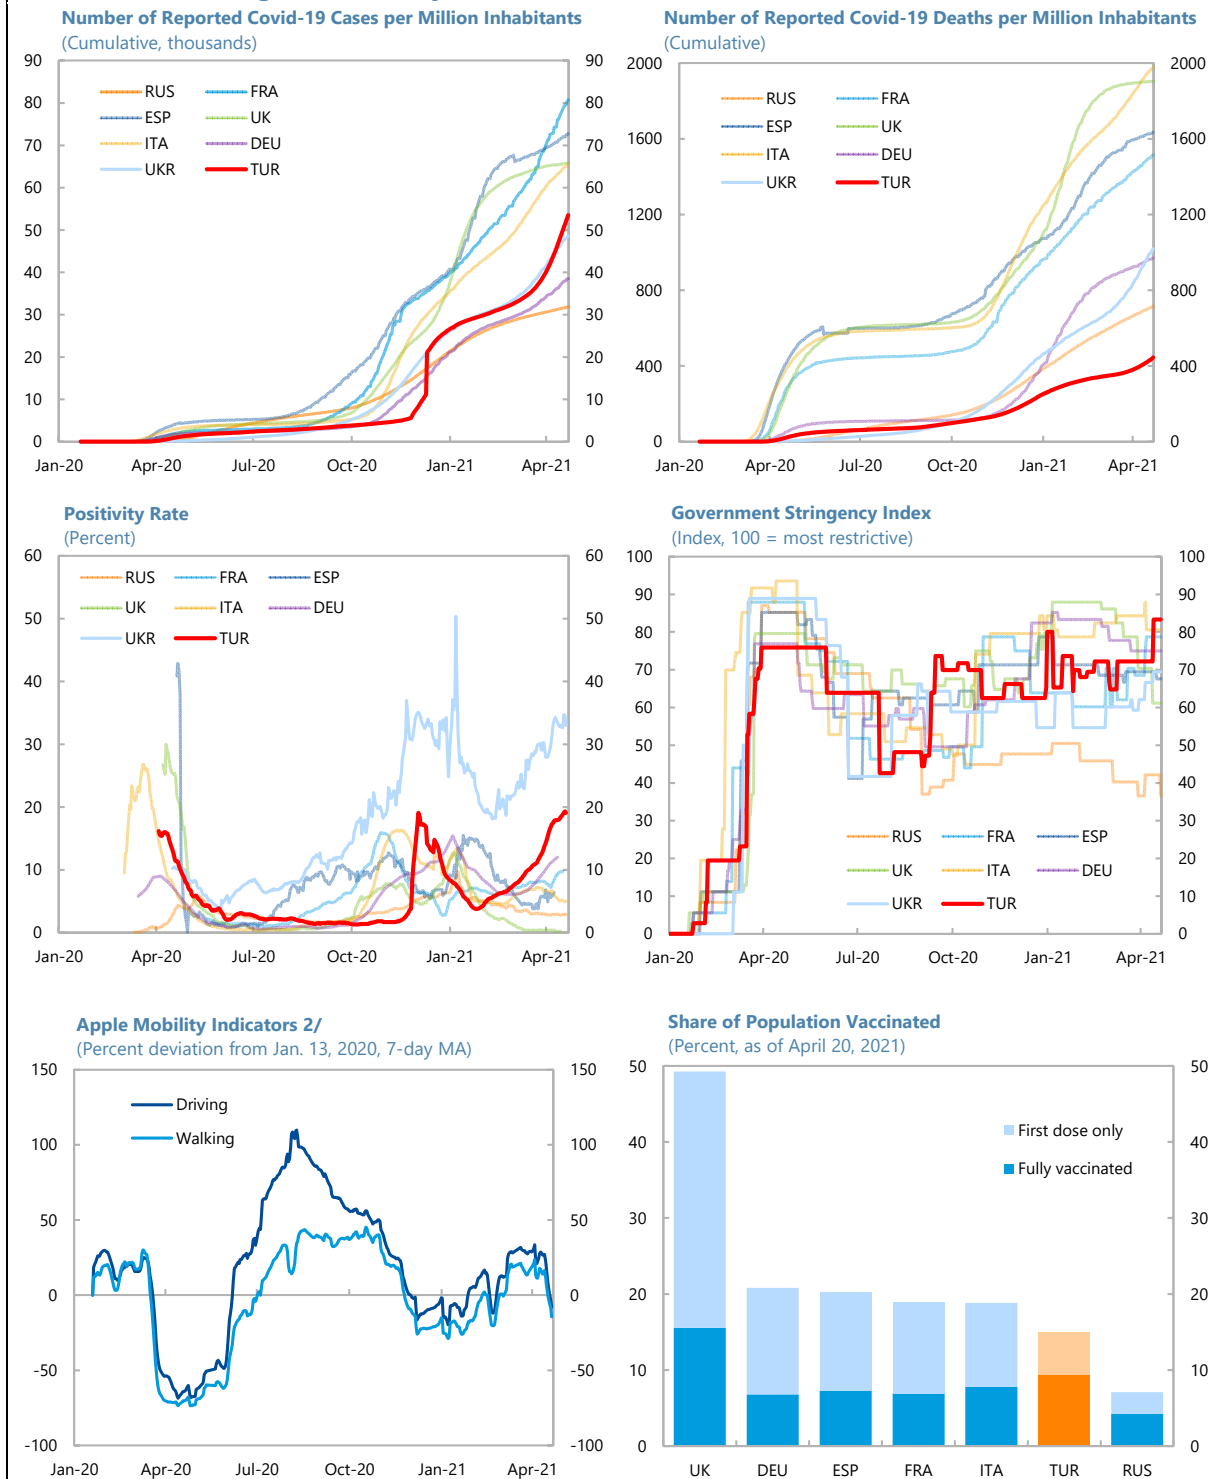 Number of Reported Covid-19 Cases per Million Inhabitants
(Cumulative, thousands)
90 90
80 80
70 70
60 60
50 50
40 40
30 30
20 20
10 10
0 0
RUS FRA
ESP UK
ITA DEU
UKR TUR
Jan-20 Apr-20 Jul-20 Oct-20 Jan-21 Apr-21
Number of Reported Covid-19 Deaths per Million Inhabitants
(Cumulative)
2000 2000
1600 1600
1200 1200
800 800
400 400
0 0
RUS FRA
ESP UK
ITA DEU
UKR TUR
Jan-20 Apr-20 Jul-20 Oct-20 Jan-21 Apr-21
Positivity Rate
(Percent)
60 60
50 50
40 40
30 30
20 20
10 10
0 0
RUS FRA ESP
UK ITA DEU
UKR TUR
Jan-20 Apr-20 Jul-20 Oct-20 Jan-21 Apr-21
Government Stringency Index
(Index, 100 = most restrictive)
100 100
90 90
80 80
70 70
60 60
50 50
40 40
30 30
20 20
10 10
0 0
RUS FRA ESP
UK ITA DEU
UKR TUR
Jan-20 Apr-20 Jul-20 Oct-20 Jan-21 Apr-21
Apple Mobility Indicators 2/
(Percent deviation from Jan. 13, 2020, 7-day MA)
150 150
100 100
50 50
0 0
-50 -50
-100 -100
Driving
Walking
Jan-20 Apr-20 Jul-20 Oct-20 Jan-21 Apr-21
Share of Population Vaccinated
(Percent, as of April 20, 2021)
50 50
40 40
30 30
20 20
10 10
0 0
First dose only
Fully vaccinated
UK DEU ESP FRA ITA TUR RUS